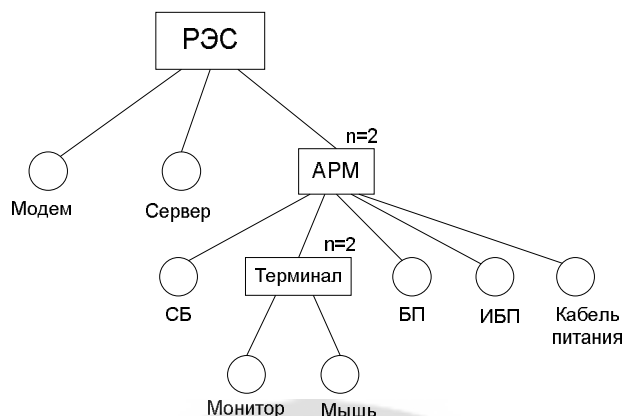 РЭС
n=2
АРМ
Модем
Сервер
n=2
Терминал
СБ
БП
ИБП
Кабель
питания
Монитор
Мышь